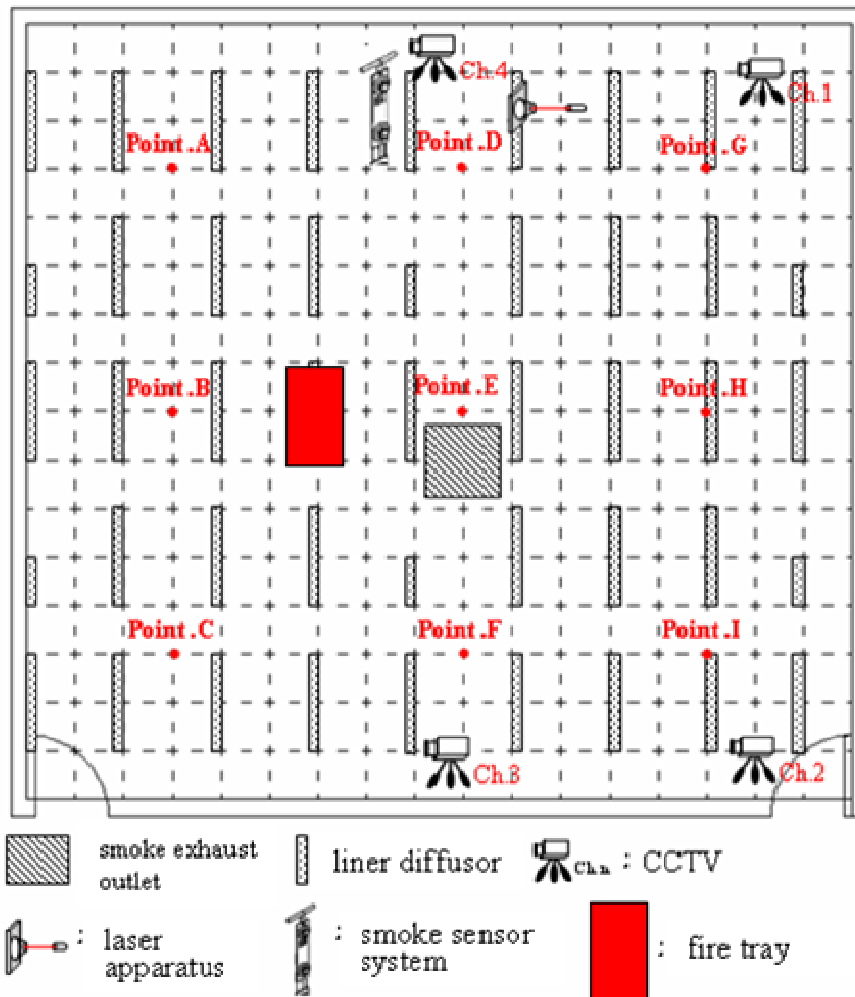 Ch.4
Ch.1
Point.A
Point.D
Point.G
Point.B
Point.E
Point.H
Point.C
Point.F
Point.I
Ch.3
Ch.2
smoke exhaust
outlet
liner diffusor
Ch.n : CCTV
: laser
apparatus
: smoke sensor
system
: fire tray